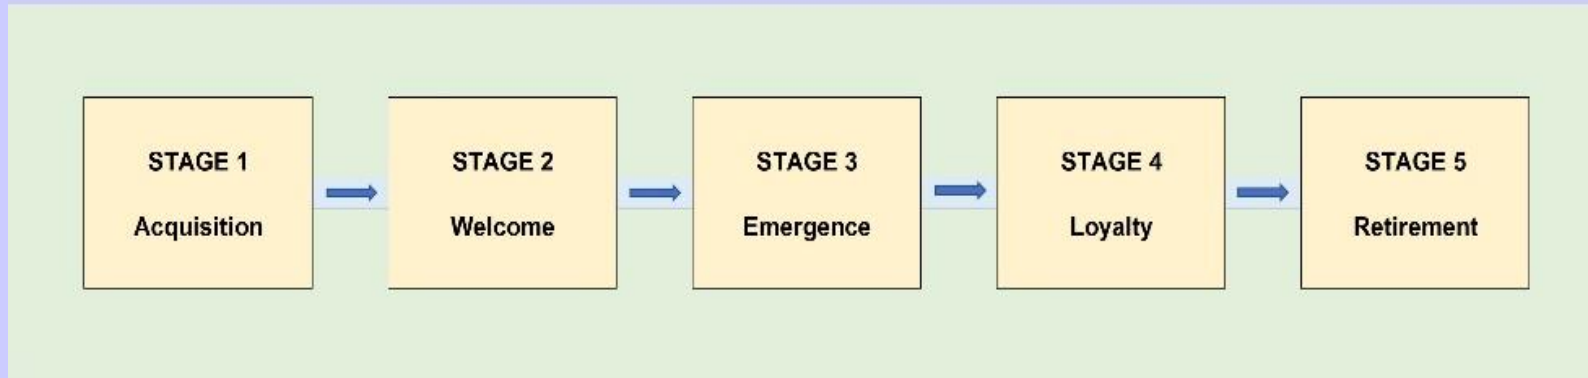 STAGE 1
Acquisition
STAGE 2
Welcome
STAGE 3
Emergence
STAGE 4
Loyalty
STAGE 5
Retirement